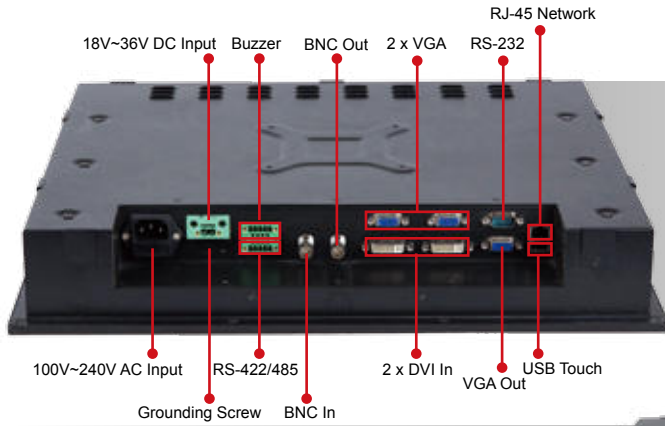 RJ-45 Network
18V~36V DC Input
Buzzer
BNC Out
2 x VGA
RS-232
100V~240V AC Input
RS-422/485
2 x DVI In
USB Touch
VGA Out
Grounding Screw
BNC In